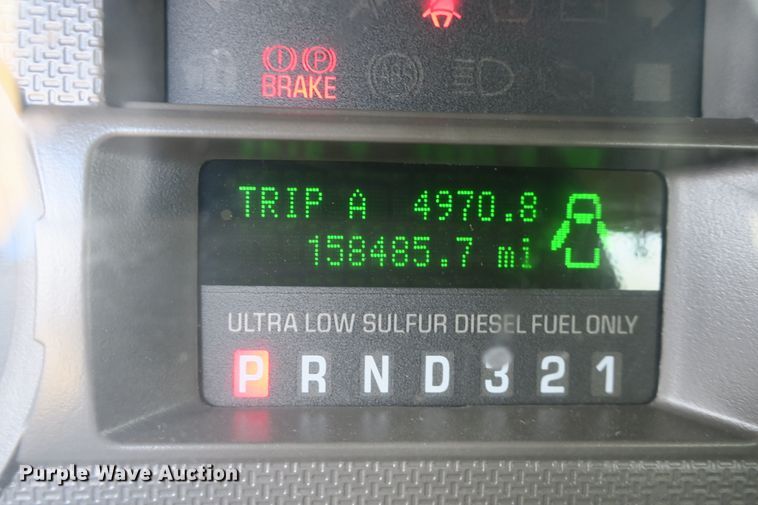 BRAKE
ABS
TRIP A 4970.8
158485.7 mi
ULTRA LOW SULFUR DIESEL FUEL ONLY
P R N D 3 2 1
Purple Wave Auction